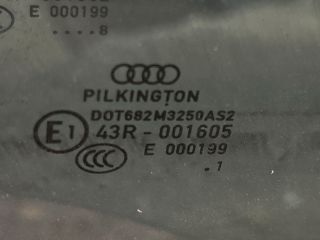 E 000199
....8
PILKINGTON
DOT682M3250AS2
E1 43R-001605
CCC E 000199
.1